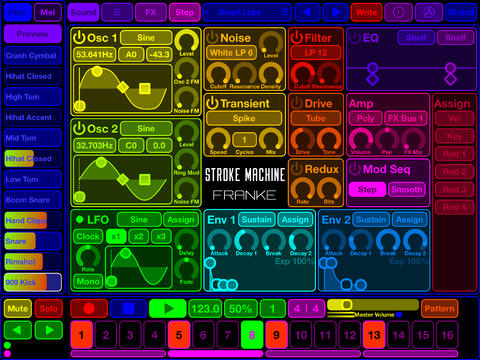 Perc Mel Sound FX Step Bright Light Write Global
Preview
Crash Cymbal
Hihat Closed
High Tom
Hihat Accent
Mid Tom
Hihat Closed
Low Tom
Boom Snare
Hand Claps
Snare
Rimshot
909 Kick
Osc 1 Sine
53.641Hz A0 -43.3
Level
Osc 2 FM
Noise FM
Osc 2 Sine
32.703Hz C0 0.0
Level
Ring Mod
Noise FM
LFO Sine Assign
Clock x1 x2 x3
Rate
Mono
Delay
Fade
Noise
White LP 6
Level
Cutoff Resonance Density
Filter
LP 12
Cutoff Resonance
EQ Shelf Shelf
Transient
Spike
Speed Cycles Mix
Drive
Tube
Drive Tone
Amp
Poly FX Bus 1
Volume Pan FX Mix
Assign
Vel
Key
Rnd 1
Rnd 2
Rnd 3
Rnd 4
STROKE MACHINE
FRANKE
Redux
Rate Bits
Mod Seq
Step Smooth
Env 1 Sustain Assign
Attack Decay 1 Break Decay 2
Exp 100%
Env 2 Sustain Assign
Attack Decay 1 Break Decay 2
Exp 100%
Mute Solo 123.0 50% 1 4 | 4 Master Volume Pattern
1 2 3 4 5 6 7 8 9 10 11 12 13 14 15 16